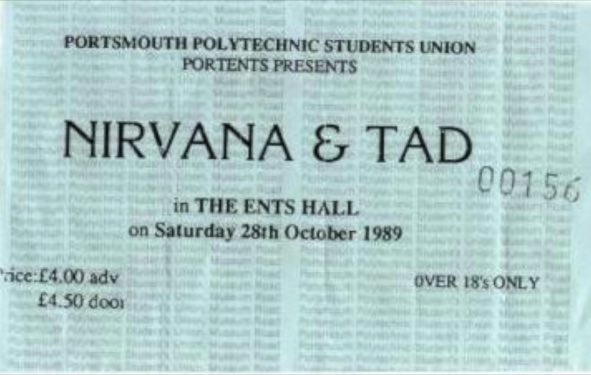 PORTSMOUTH POLYTECHNIC STUDENTS UNION
PORTENTS PRESENTS
NIRVANA & TAD
00156
in THE ENTS HALL
on Saturday 28th October 1989
Price:£4.00 adv
OVER 18's ONLY
£4.50 door